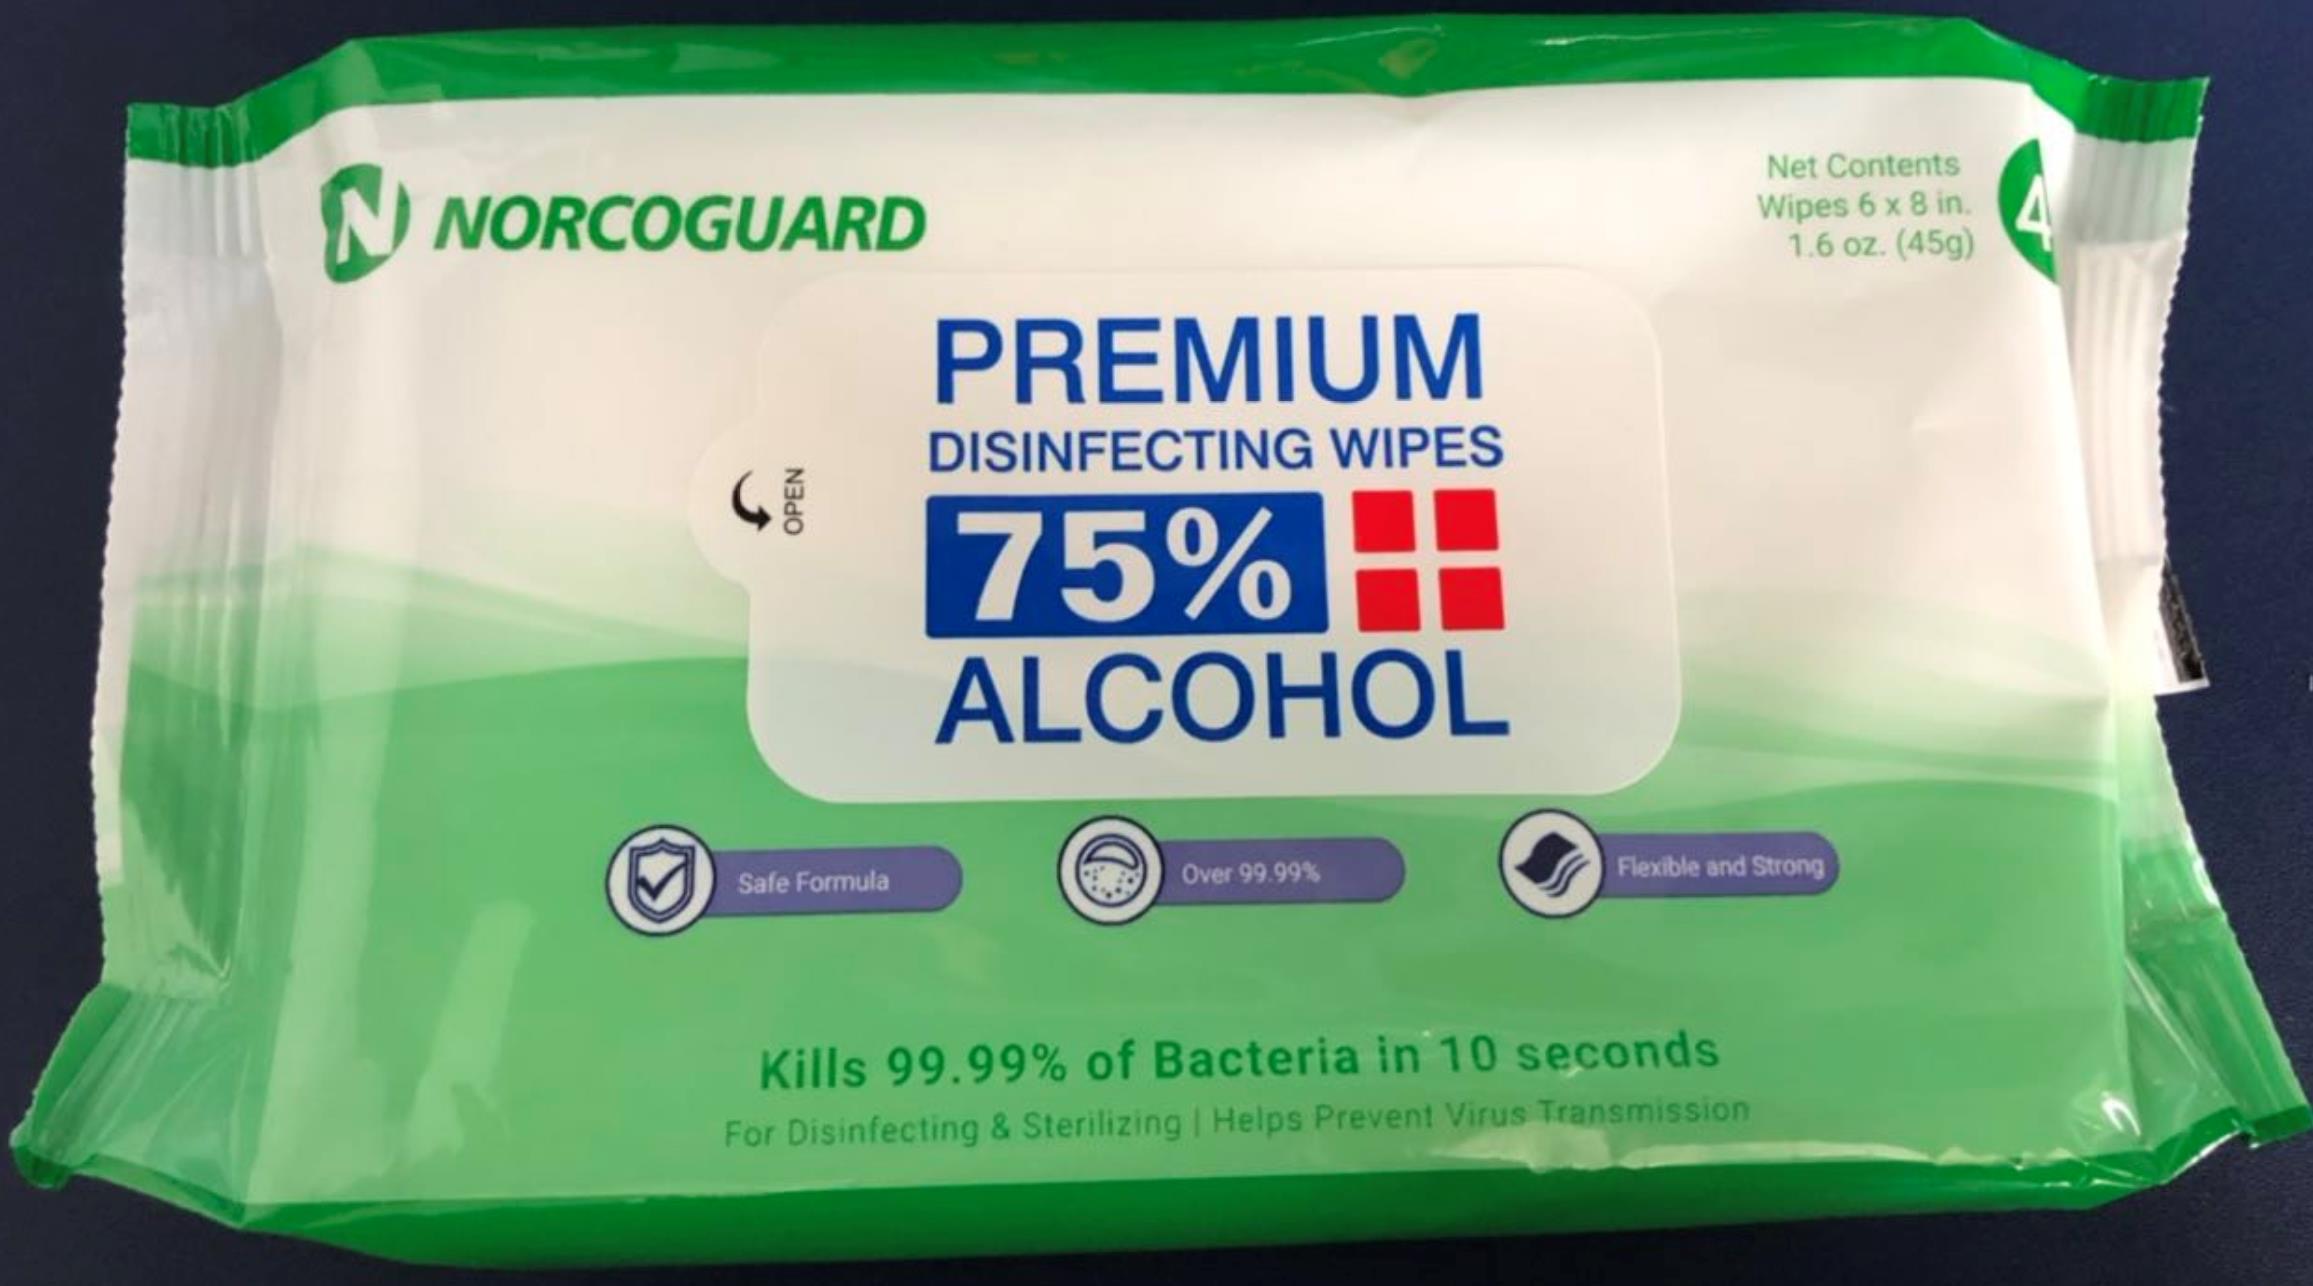 N NORCOGUARD
Net Contents
Wipes 6 x 8 in.
1.6 oz. (45g)
4
PREMIUM
DISINFECTING WIPES
75%
ALCOHOL
OPEN
Safe Formula
Over 99.99%
Flexible and Strong
Kills 99.99% of Bacteria in 10 seconds
For Disinfecting & Sterilizing | Helps Prevent Virus Transmission